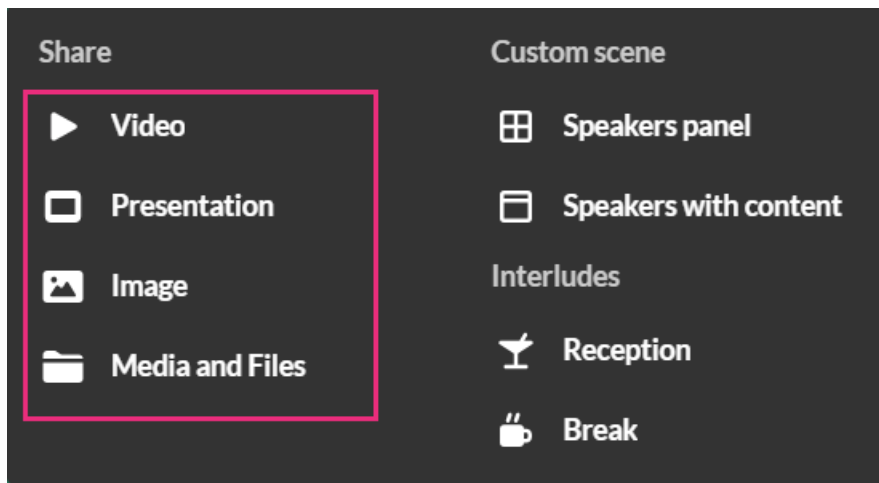 Share
Video
Presentation
Image
Media and Files
Custom scene
Speakers panel
Speakers with content
Interludes
Reception
Break